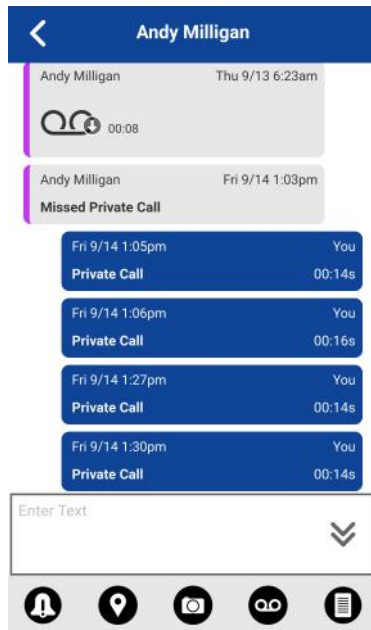 Andy Milligan
Andy Milligan Thu 9/13 6:23am
00:08
Andy Milligan Fri 9/14 1:03pm
Missed Private Call
Fri 9/14 1:05pm You
Private Call 00:14s
Fri 9/14 1:06pm You
Private Call 00:16s
Fri 9/14 1:27pm You
Private Call 00:14s
Fri 9/14 1:30pm You
Private Call 00:14s
Enter Text